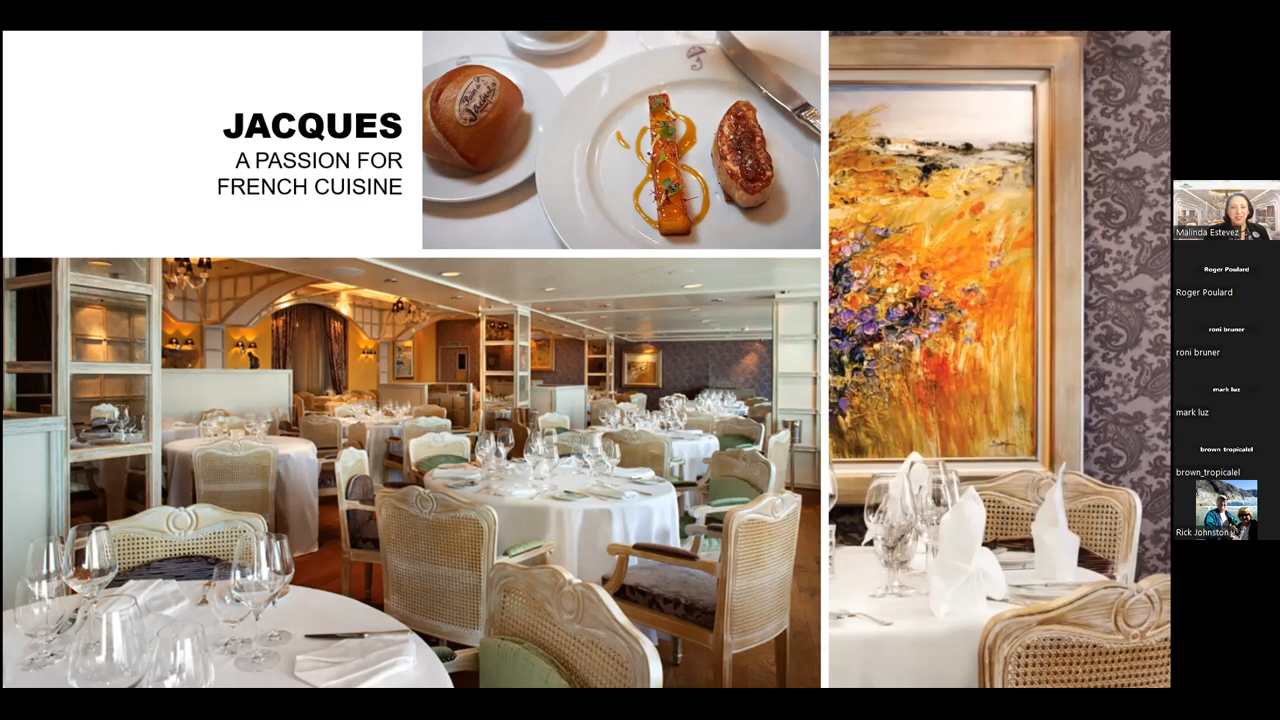 JACQUES
A PASSION FOR
FRENCH CUISINE
Jacques
Malinda Estevez
Roger Poulard
Roger Poulard
roni bruner
roni bruner
mark luz
mark luz
brown_tropicalel
brown_tropicalel
Rick Johnston